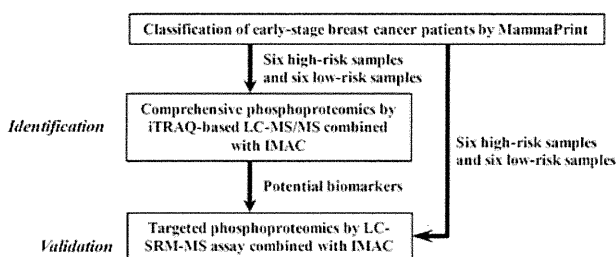 Classification of early-stage breast cancer patients by MammaPrint
Six high-risk samples
and six low-risk samples
Identification
Comprehensive phosphoproteomics by
iTRAQ-based LC-MS/MS combined
with IMAC
Six high-risk samples
and six low-risk samples
Potential biomarkers
Targeted phosphoproteomics by LC-
SRM-MS assay combined with IMAC
Validation